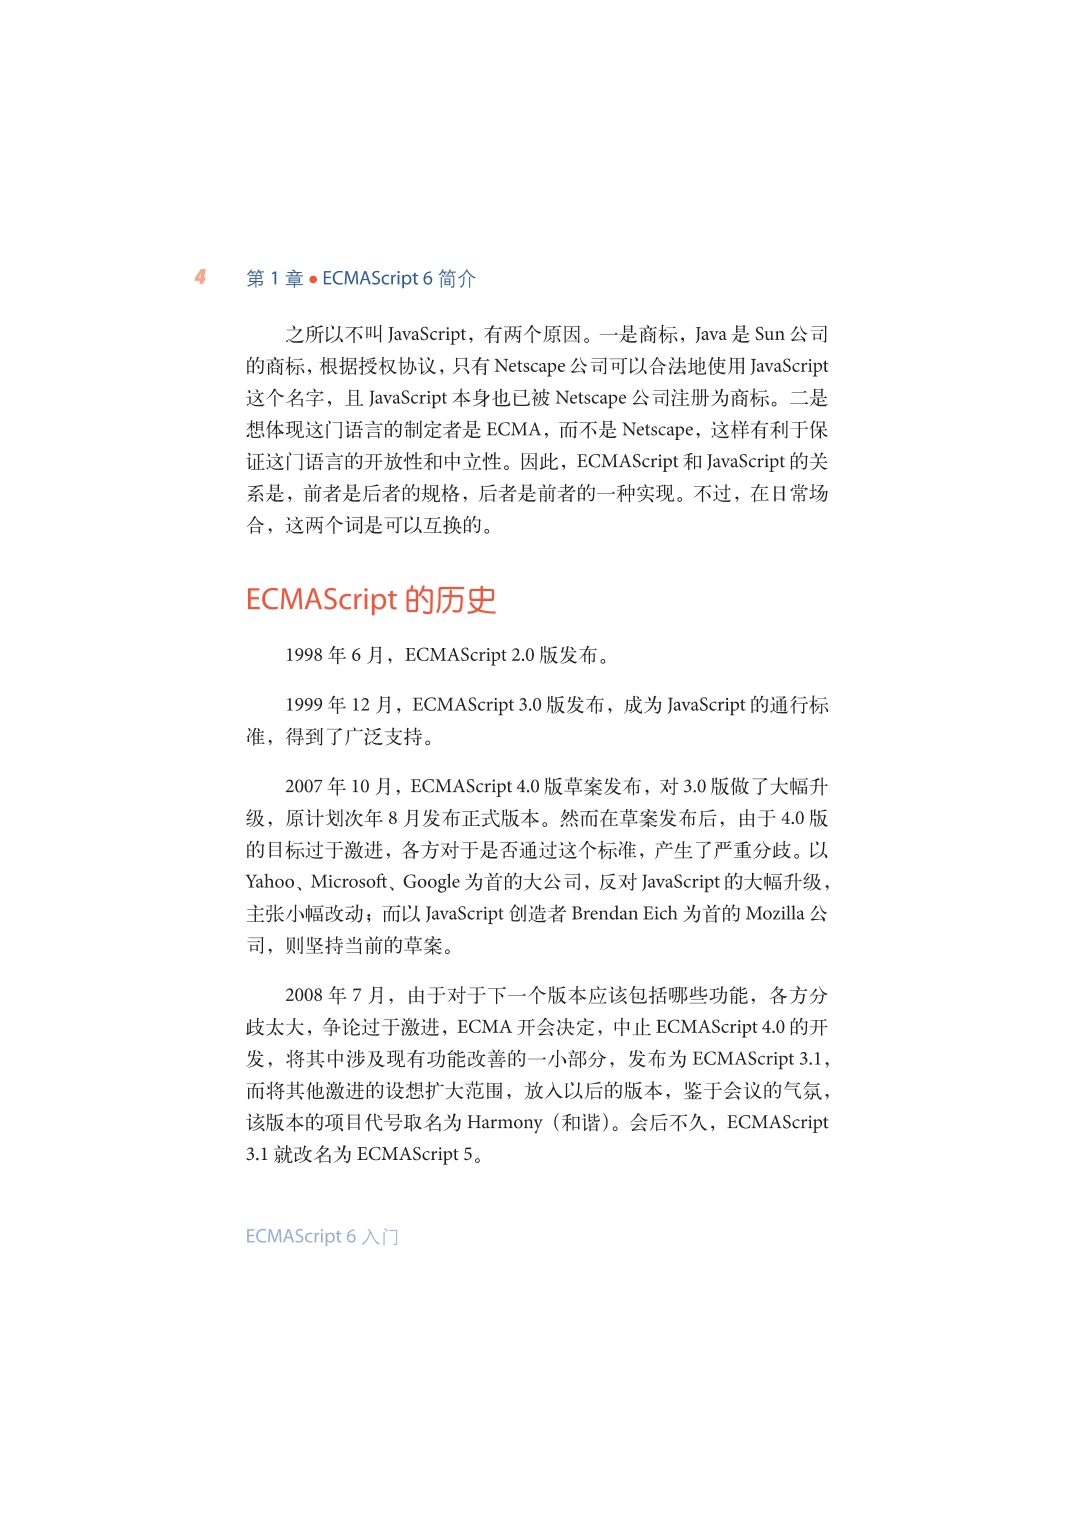 4 第 1 章 • ECMAScript 6 简介
之所以不叫 JavaScript，有两个原因。一是商标，Java 是 Sun 公司
的商标，根据授权协议，只有 Netscape 公司可以合法地使用 JavaScript
这个名字，且 JavaScript 本身也已被 Netscape 公司注册为商标。二是
想体现这门语言的制定者是 ECMA，而不是 Netscape，这样有利于保
证这门语言的开放性和中立性。因此，ECMAScript 和 JavaScript 的关
系是，前者是后者的规格，后者是前者的一种实现。不过，在日常场
合，这两个词是可以互换的。
ECMAScript 的历史
1998 年 6 月，ECMAScript 2.0 版发布。
1999 年 12 月，ECMAScript 3.0 版发布，成为 JavaScript 的通行标
准，得到了广泛支持。
2007 年 10 月，ECMAScript 4.0 版草案发布，对 3.0 版做了大幅升
级，原计划次年 8 月发布正式版本。然而在草案发布后，由于 4.0 版
的目标过于激进，各方对于是否通过这个标准，产生了严重分歧。以
Yahoo、Microsoft、Google 为首的大公司，反对 JavaScript 的大幅升级，
主张小幅改动；而以 JavaScript 创造者 Brendan Eich 为首的 Mozilla 公
司，则坚持当前的草案。
2008 年 7 月，由于对于下一个版本应该包括哪些功能，各方分
歧太大，争论过于激进，ECMA 开会决定，中止 ECMAScript 4.0 的开
发，将其中涉及现有功能改善的一小部分，发布为 ECMAScript 3.1，
而将其他激进的设想扩大范围，放入以后的版本，鉴于会议的气氛，
该版本的项目代号取名为 Harmony（和谐）。会后不久，ECMAScript
3.1 就改名为 ECMAScript 5。
ECMAScript 6 入门